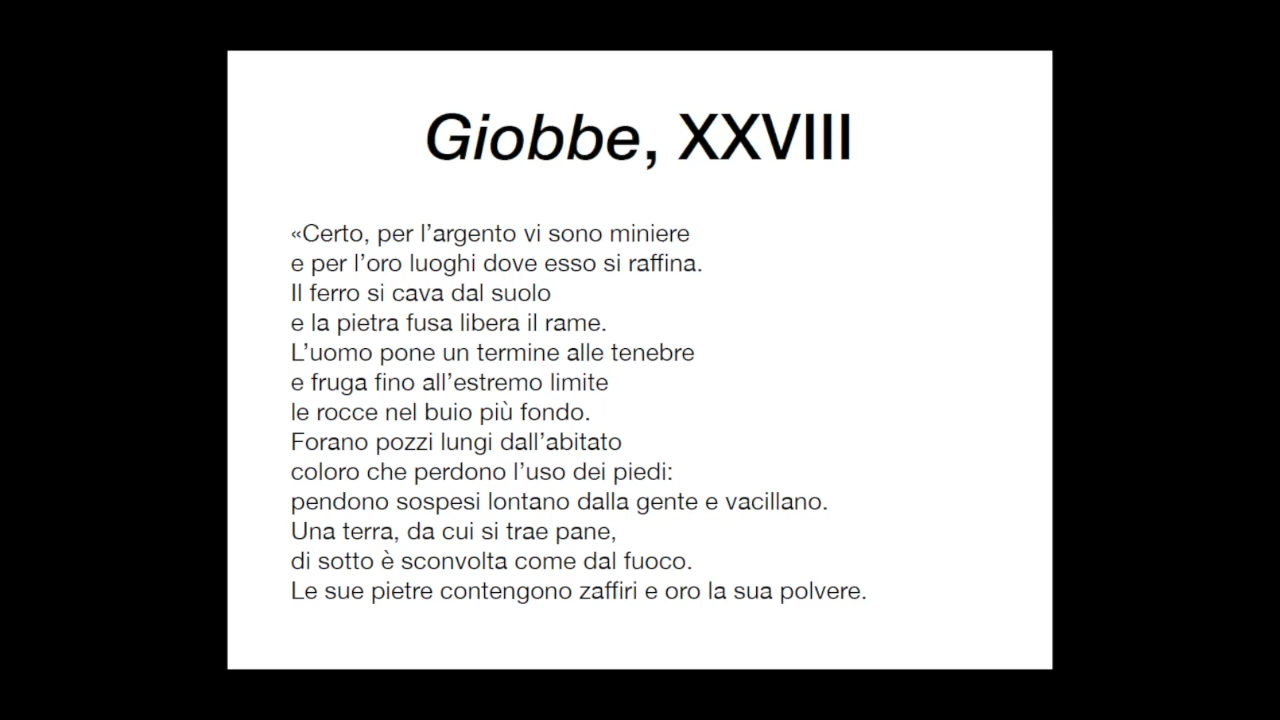 Giobbe, XXVIII
«Certo, per l’argento vi sono miniere
e per l’oro luoghi dove esso si raffina.
Il ferro si cava dal suolo
e la pietra fusa libera il rame.
L’uomo pone un termine alle tenebre
e fruga fino all’estremo limite
le rocce nel buio più fondo.
Forano pozzi lungi dall’abitato
coloro che perdono l’uso dei piedi:
pendono sospesi lontano dalla gente e vacillano.
Una terra, da cui si trae pane,
di sotto è sconvolta come dal fuoco.
Le sue pietre contengono zaffiri e oro la sua polvere.